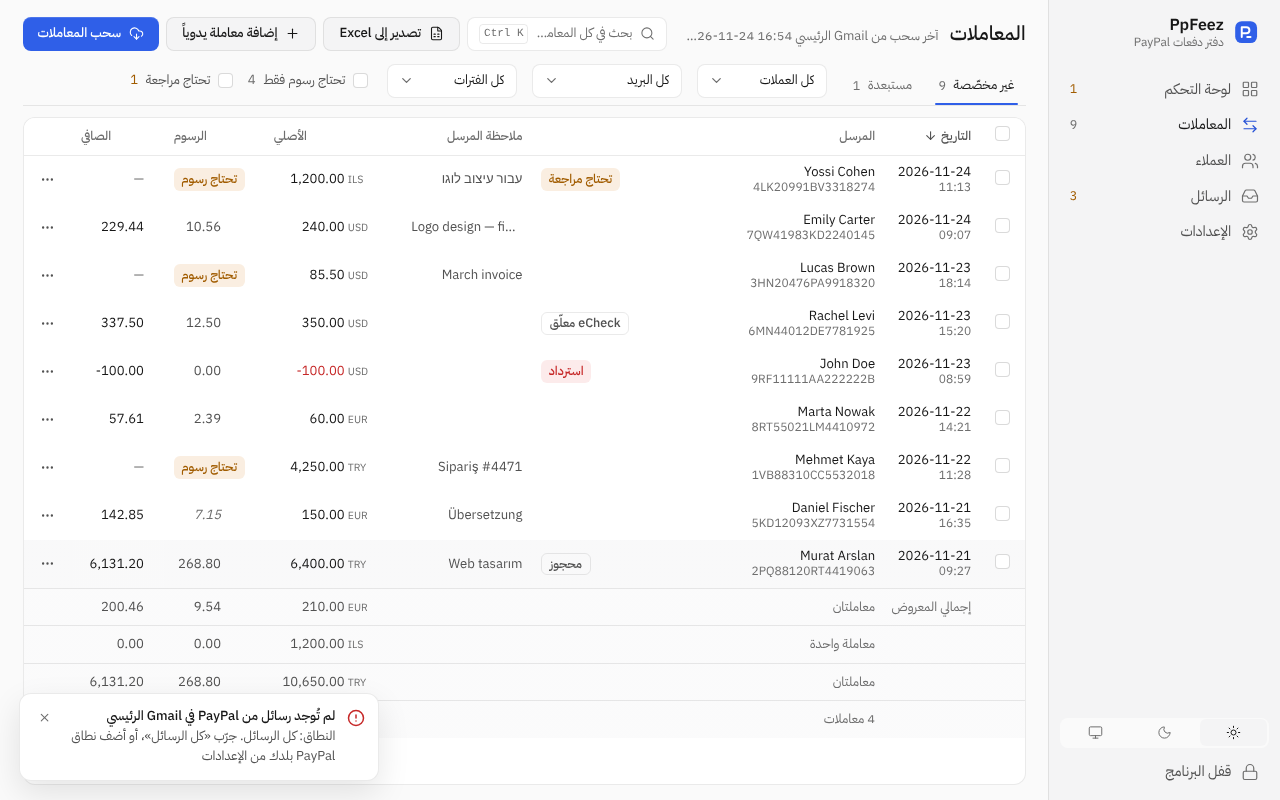 PpFeez
دفتر دفعات PayPal
لوحة التحكم 1
المعاملات 9
العملاء
الرسائل 3
الإعدادات
قفل البرنامج
المعاملات
آخر سحب من Gmail الرئيسي 16:54 26-11-24...
بحث في كل المعام... Ctrl K
تصدير إلى Excel
إضافة معاملة يدوياً
سحب المعاملات
غير مخصّصة 9
مستبعدة 1
كل العملات
كل البريد
كل الفترات
تحتاج رسوم فقط 4
تحتاج مراجعة 1
التاريخ المرسل ملاحظة المرسل الأصلي الرسوم الصافي
2026-11-24 Yossi Cohen تحتاج مراجعة עבור עיצוב לוגו 1,200.00 ILS تحتاج رسوم —
11:13 4LK20991BV3318274
2026-11-24 Emily Carter Logo design — fi... 240.00 USD 10.56 229.44
09:07 7QW41983KD2240145
2026-11-23 Lucas Brown March invoice 85.50 USD تحتاج رسوم —
18:14 3HN20476PA9918320
2026-11-23 Rachel Levi eCheck معلّق 350.00 USD 12.50 337.50
15:20 6MN44012DE7781925
2026-11-23 John Doe استرداد -100.00 USD 0.00 -100.00
08:59 9RF11111AA222222B
2026-11-22 Marta Nowak 60.00 EUR 2.39 57.61
14:21 8RT55021LM4410972
2026-11-22 Mehmet Kaya Sipariş #4471 4,250.00 TRY تحتاج رسوم —
11:28 1VB88310CC5532018
2026-11-21 Daniel Fischer Übersetzung 150.00 EUR 7.15 142.85
16:35 5KD12093XZ7731554
2026-11-21 Murat Arslan محجوز Web tasarım 6,400.00 TRY 268.80 6,131.20
09:27 2PQ88120RT4419063
إجمالي المعروض معاملتان 210.00 EUR 9.54 200.46
معاملة واحدة 1,200.00 ILS 0.00 0.00
معاملتان 10,650.00 TRY 268.80 6,131.20
4 معاملات
لم تُوجد رسائل من PayPal في Gmail الرئيسي
النطاق: كل الرسائل. جرّب «كل الرسائل»، أو أضف نطاق
PayPal بلدك من الإعدادات